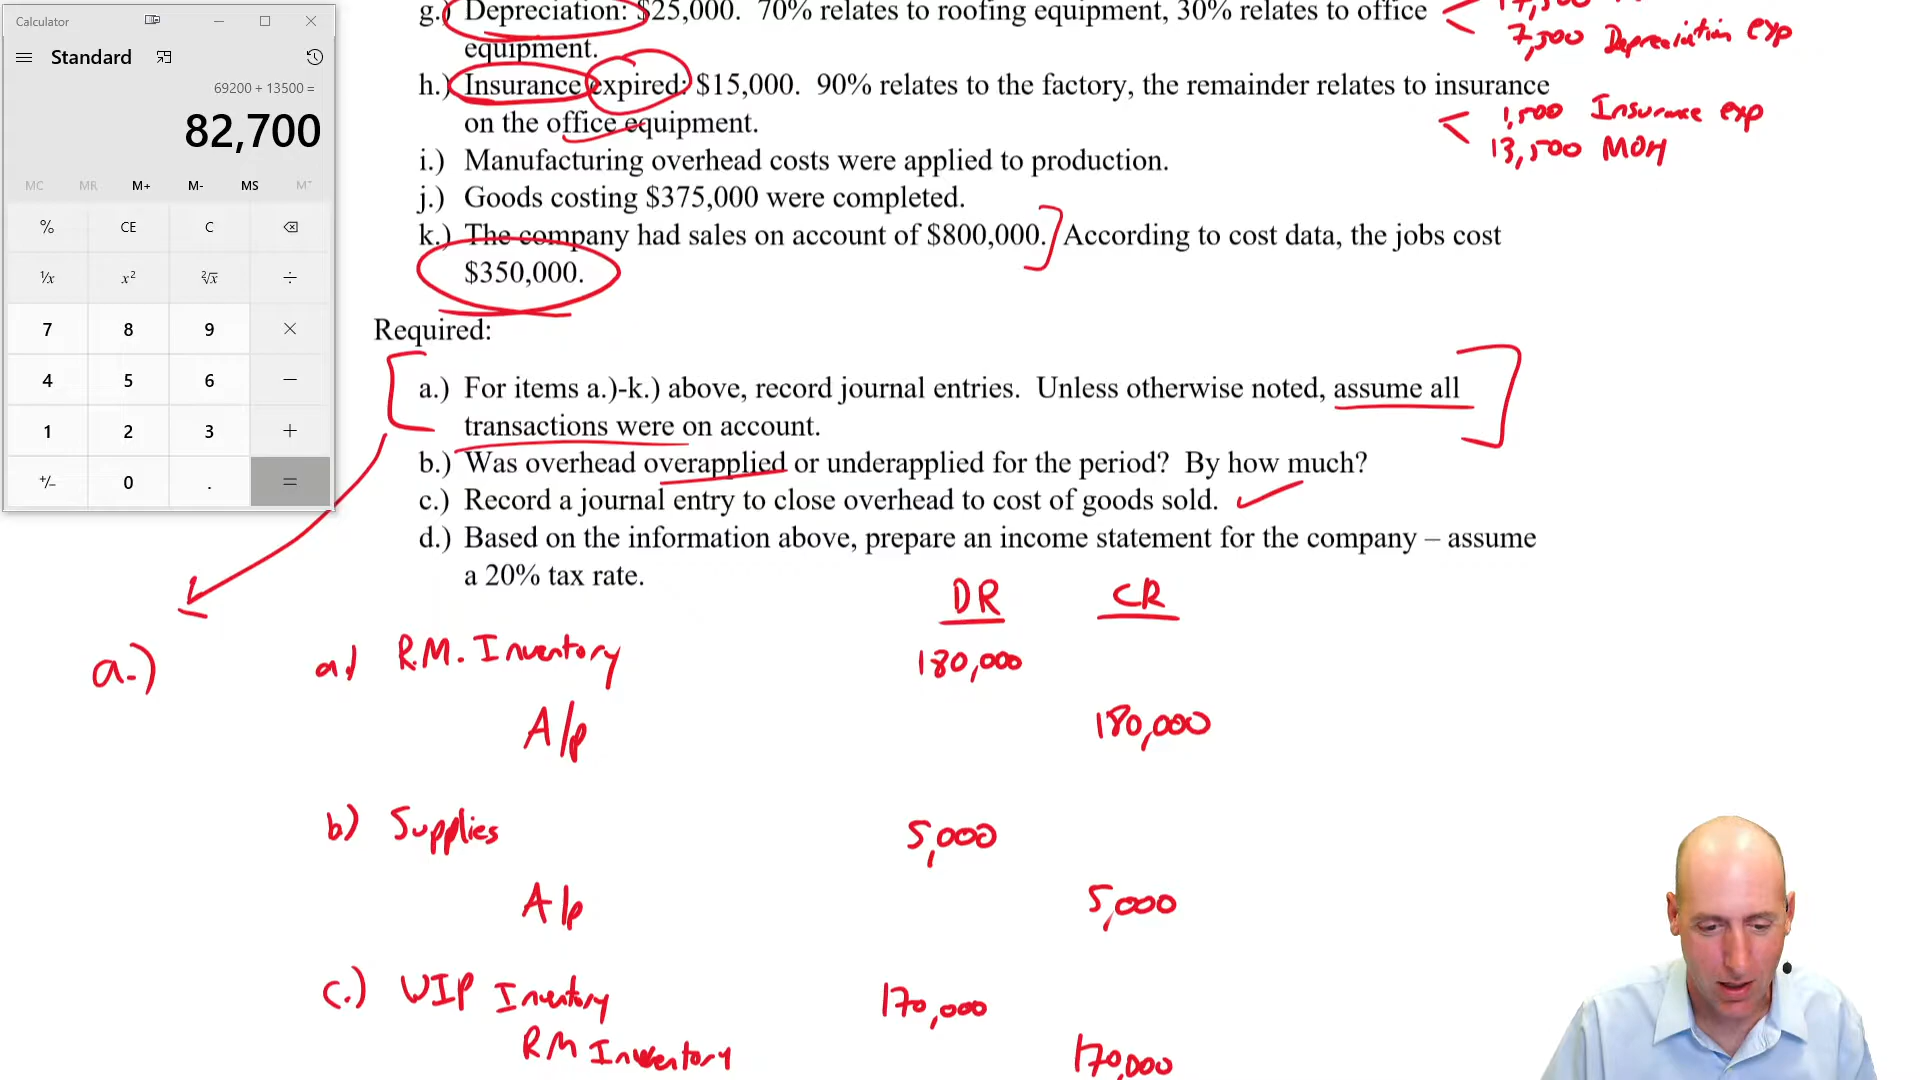 Calculator
Standard
69200 + 13500 =
82,700
MC MR M+ M- MS M˅
% CE C
¹/x x² ²√x ÷
7 8 9 ×
4 5 6 −
1 2 3 +
+/- 0 . =
g.) Depreciation: $25,000. 70% relates to roofing equipment, 30% relates to office
equipment.
7,500 Depreciation exp
h.) Insurance expired: $15,000. 90% relates to the factory, the remainder relates to insurance
on the office equipment.
1,500 Insurance exp
13,500 MOH
i.) Manufacturing overhead costs were applied to production.
j.) Goods costing $375,000 were completed.
k.) The company had sales on account of $800,000. According to cost data, the jobs cost
$350,000.
Required:
a.) For items a.)-k.) above, record journal entries. Unless otherwise noted, assume all
transactions were on account.
b.) Was overhead overapplied or underapplied for the period? By how much?
c.) Record a journal entry to close overhead to cost of goods sold.
d.) Based on the information above, prepare an income statement for the company – assume
a 20% tax rate.
DR CR
a.) a) R.M. Inventory 180,000
A/p 180,000
b) Supplies 5,000
A/p 5,000
c.) WIP Inventory 170,000
RM Inventory 170,000